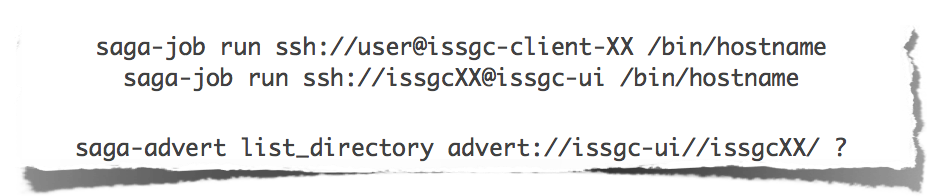 saga-job run ssh://user@issgc-client-XX /bin/hostname
saga-job run ssh://issgcXX@issgc-ui /bin/hostname
saga-advert list_directory advert://issgc-ui//issgcXX/ ?